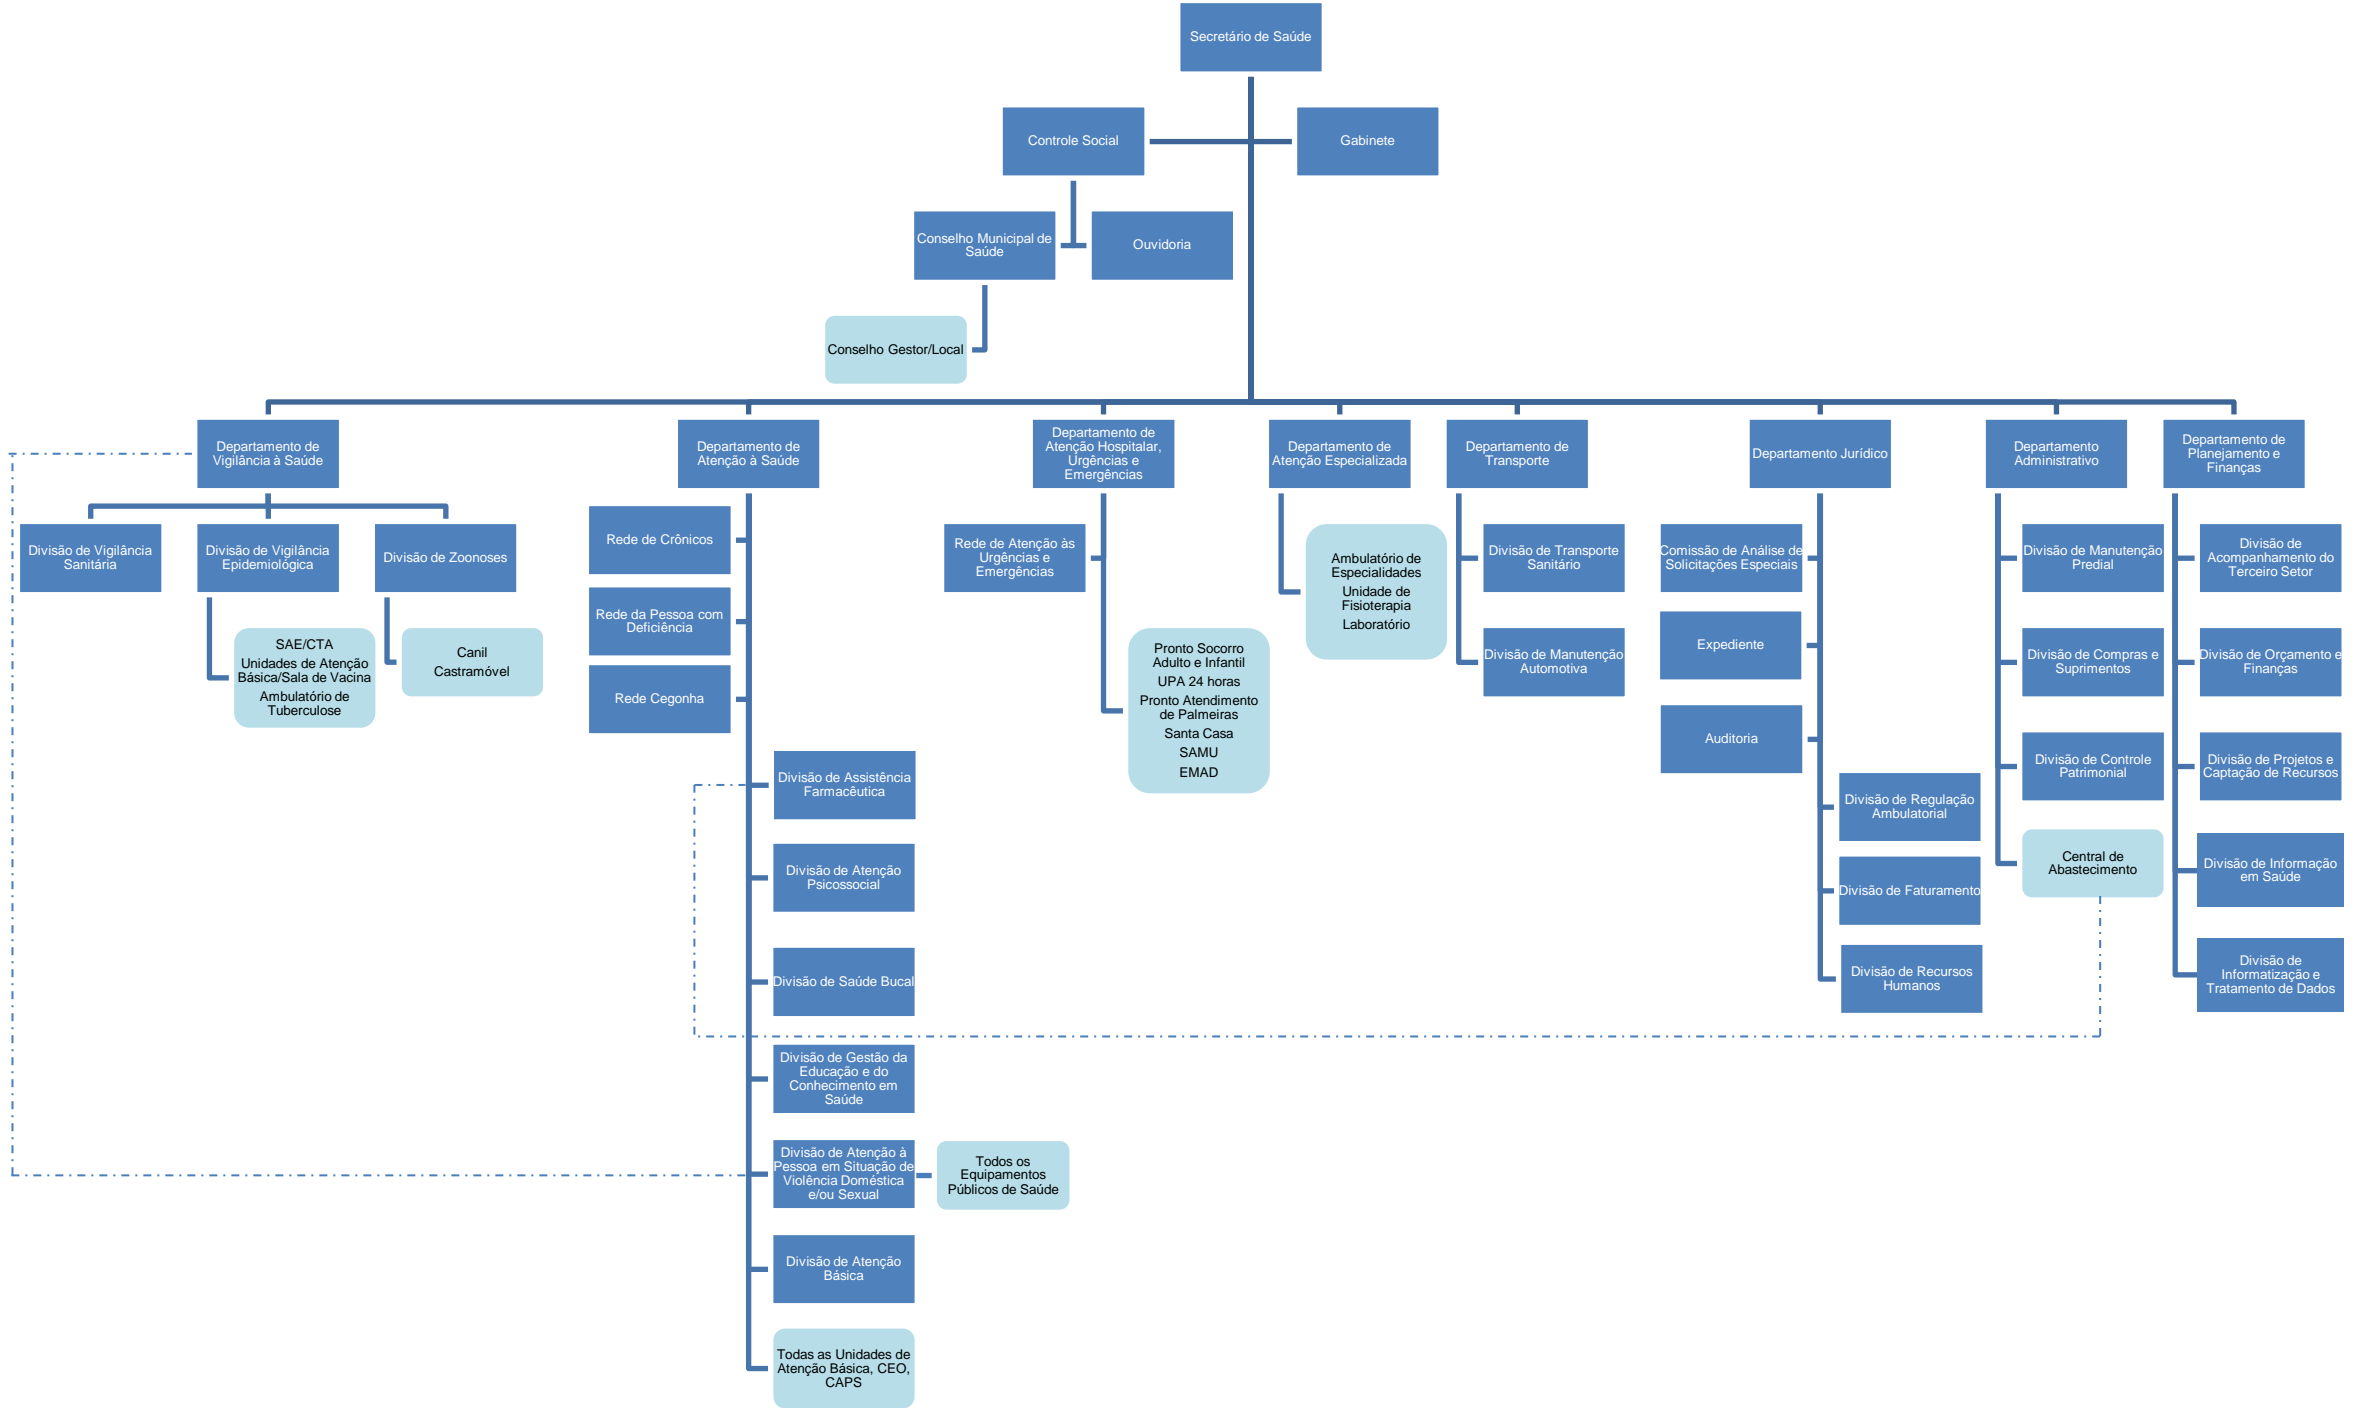 Secretário de Saúde
Controle Social
Gabinete
Conselho Municipal de
Saúde
Ouvidoria
Conselho Gestor/Local
Departamento de
Vigilância à Saúde
Departamento de
Atenção à Saúde
Departamento de
Atenção Hospitalar,
Urgências e
Emergências
Departamento de
Atenção Especializada
Departamento de
Transporte
Departamento Jurídico
Departamento
Administrativo
Departamento de
Planejamento e
Finanças
Divisão de Vigilância
Sanitária
Divisão de Vigilância
Epidemiológica
Divisão de Zoonoses
SAE/CTA
Unidades de Atenção
Básica/Sala de Vacina
Ambulatório de
Tuberculose
Canil
Castramóvel
Rede de Crônicos
Rede da Pessoa com
Deficiência
Rede Cegonha
Divisão de Assistência
Farmacêutica
Divisão de Atenção
Psicossocial
Divisão de Saúde Bucal
Divisão de Gestão da
Educação e do
Conhecimento em
Saúde
Divisão de Atenção à
Pessoa em Situação de
Violência Doméstica
e/ou Sexual
Todos os
Equipamentos
Públicos de Saúde
Divisão de Atenção
Básica
Todas as Unidades de
Atenção Básica, CEO,
CAPS
Rede de Atenção às
Urgências e
Emergências
Pronto Socorro
Adulto e Infantil
UPA 24 horas
Pronto Atendimento
de Palmeiras
Santa Casa
SAMU
EMAD
Ambulatório de
Especialidades
Unidade de
Fisioterapia
Laboratório
Divisão de Transporte
Sanitário
Divisão de Manutenção
Automotiva
Comissão de Análise de
Solicitações Especiais
Expediente
Auditoria
Divisão de Regulação
Ambulatorial
Divisão de Faturamento
Divisão de Recursos
Humanos
Divisão de Manutenção
Predial
Divisão de Compras e
Suprimentos
Divisão de Controle
Patrimonial
Central de
Abastecimento
Divisão de
Acompanhamento do
Terceiro Setor
Divisão de Orçamento e
Finanças
Divisão de Projetos e
Captação de Recursos
Divisão de Informação
em Saúde
Divisão de
Informatização e
Tratamento de Dados